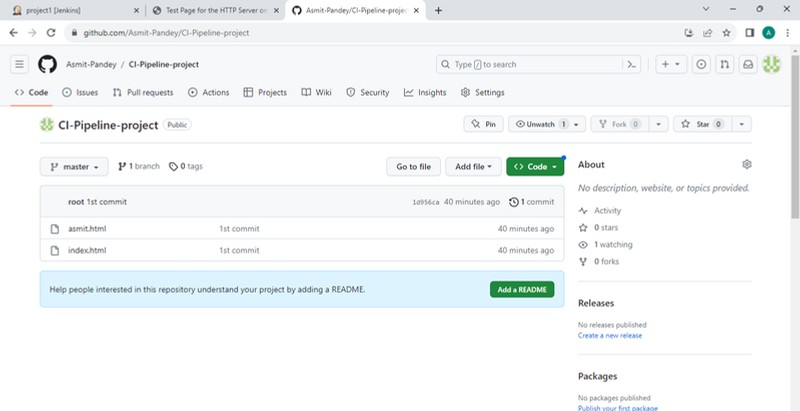 project1 [Jenkins]
Test Page for the HTTP Server on
Asmit-Pandey/CI-Pipeline-project
github.com/Asmit-Pandey/CI-Pipeline-project
A
Asmit-Pandey / CI-Pipeline-project
Type / to search
Code
Issues
Pull requests
Actions
Projects
Wiki
Security
Insights
Settings
CI-Pipeline-project Public
Pin
Unwatch 1
Fork 0
Star 0
master
1 branch
0 tags
Go to file
Add file
Code
root 1st commit
1d956ca 40 minutes ago
1 commit
asmit.html 1st commit 40 minutes ago
index.html 1st commit 40 minutes ago
Help people interested in this repository understand your project by adding a README.
Add a README
About
No description, website, or topics provided.
Activity
0 stars
1 watching
0 forks
Releases
No releases published
Create a new release
Packages
No packages published
Publish your first package